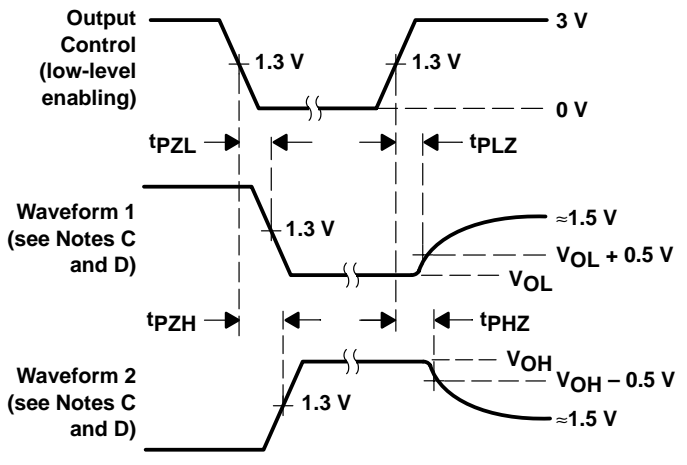 Output
Control
(low-level
enabling)
1.3 V
1.3 V
3 V
0 V
tPZL
tPLZ
Waveform 1
(see Notes C
and D)
1.3 V
≈1.5 V
VOL + 0.5 V
VOL
tPZH
tPHZ
Waveform 2
(see Notes C
and D)
1.3 V
VOH
VOH – 0.5 V
≈1.5 V